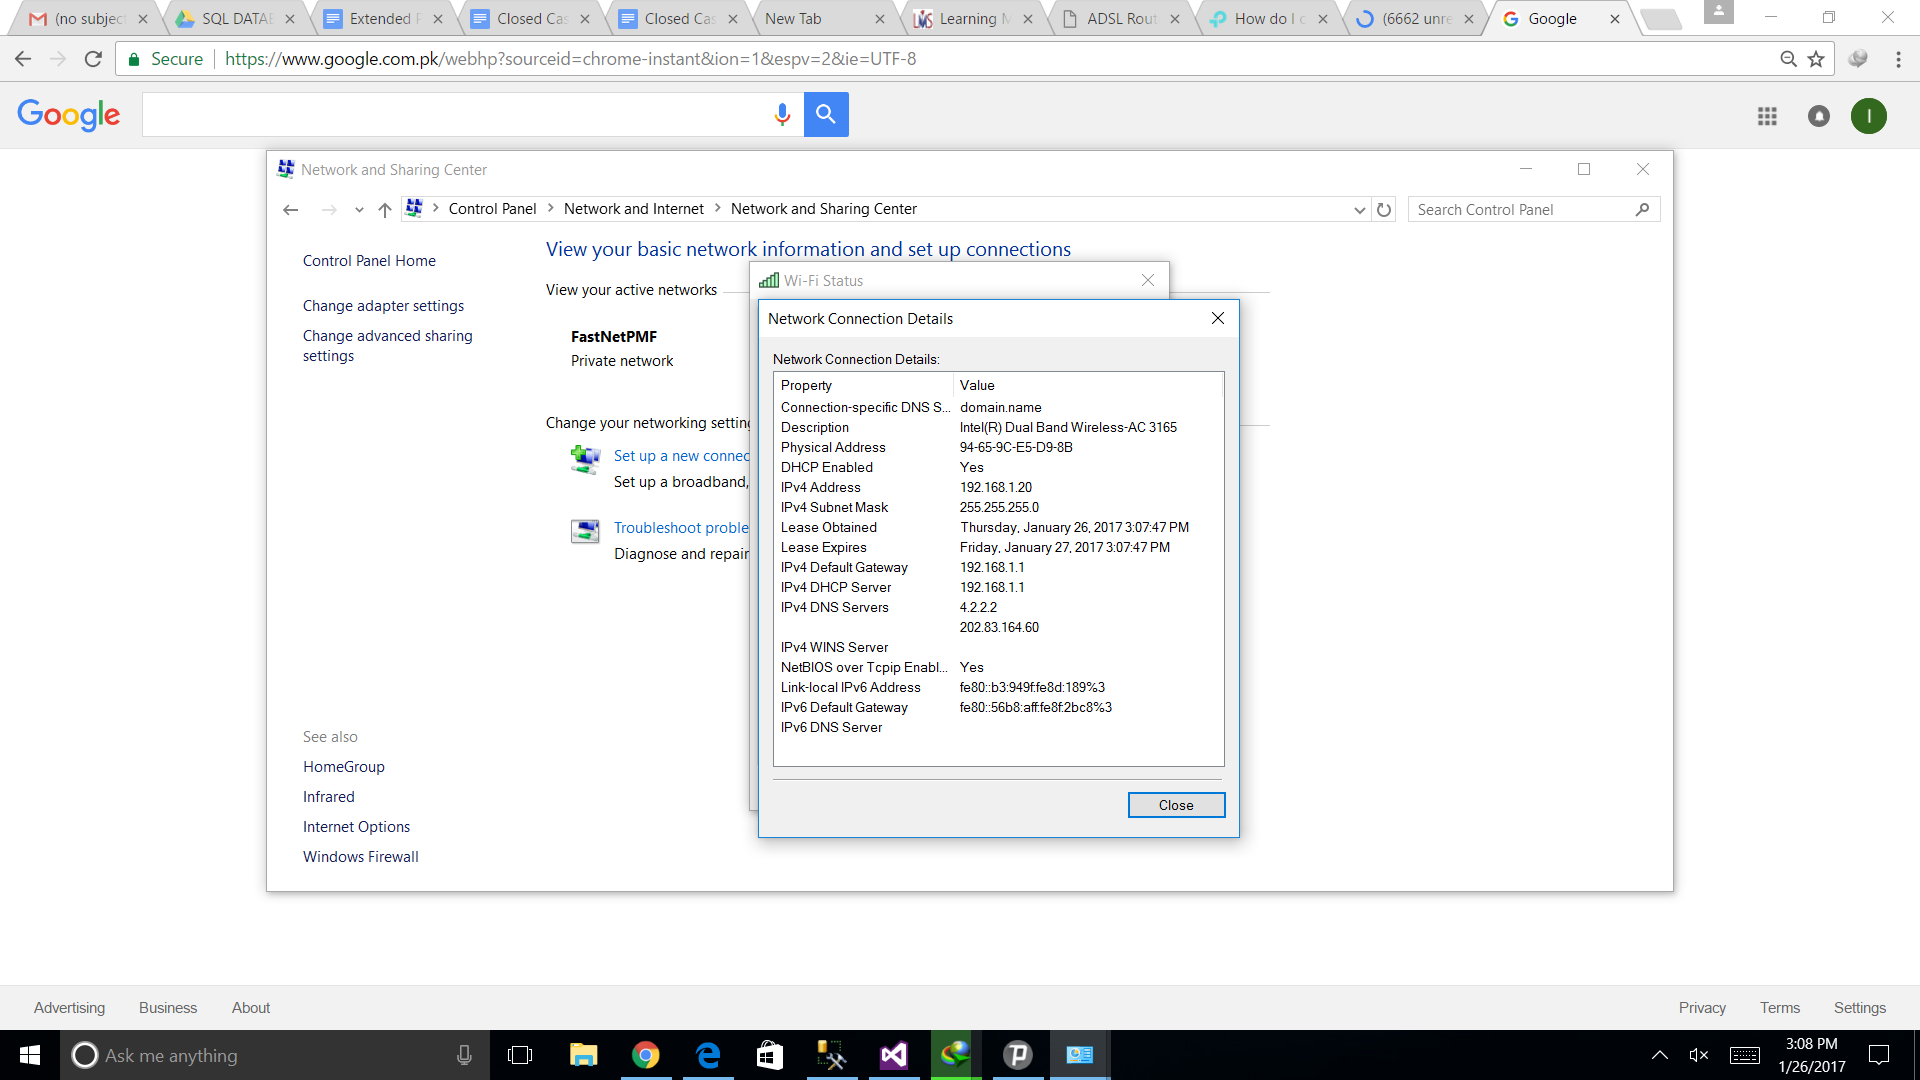 (no subjec
SQL DATAB
Extended F
Closed Cas
Closed Cas
New Tab
Learning M
ADSL Rout
How do I c
(6662 unre
Google
Secure
https://www.google.com.pk/webhp?sourceid=chrome-instant&ion=1&espv=2&ie=UTF-8
Google
I
Network and Sharing Center
Control Panel
Network and Internet
Network and Sharing Center
Search Control Panel
Control Panel Home
Change adapter settings
Change advanced sharing
settings
View your basic network information and set up connections
View your active networks
FastNetPMF
Private network
Change your networking setting
Set up a new connec
Set up a broadband,
Troubleshoot proble
Diagnose and repair
See also
HomeGroup
Infrared
Internet Options
Windows Firewall
Wi-Fi Status
Network Connection Details
Network Connection Details:
Property Value
Connection-specific DNS S... domain.name
Description Intel(R) Dual Band Wireless-AC 3165
Physical Address 94-65-9C-E5-D9-8B
DHCP Enabled Yes
IPv4 Address 192.168.1.20
IPv4 Subnet Mask 255.255.255.0
Lease Obtained Thursday, January 26, 2017 3:07:47 PM
Lease Expires Friday, January 27, 2017 3:07:47 PM
IPv4 Default Gateway 192.168.1.1
IPv4 DHCP Server 192.168.1.1
IPv4 DNS Servers 4.2.2.2
202.83.164.60
IPv4 WINS Server
NetBIOS over Tcpip Enabl... Yes
Link-local IPv6 Address fe80::b3:949f:fe8d:189%3
IPv6 Default Gateway fe80::56b8:aff:fe8f:2bc8%3
IPv6 DNS Server
Close
Advertising
Business
About
Privacy
Terms
Settings
Ask me anything
3:08 PM
1/26/2017